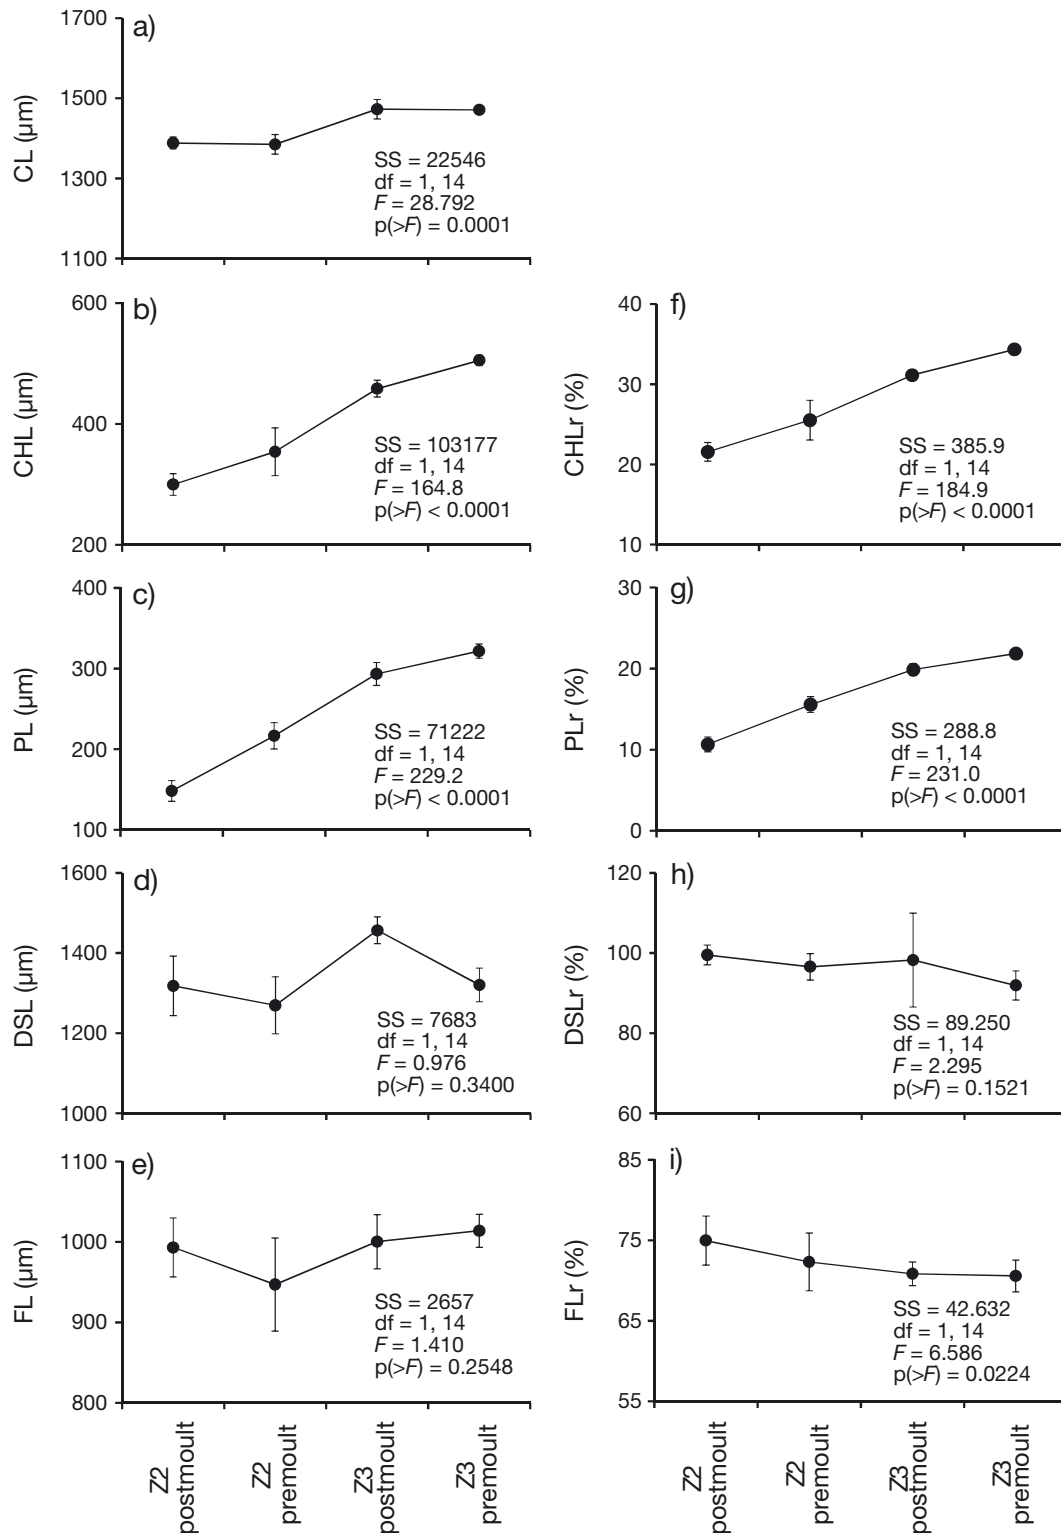 a)
CL (µm)
1700
1500
1300
1100
SS = 22546
df = 1, 14
F = 28.792
p(>F) = 0.0001
b)
CHL (µm)
600
400
200
SS = 103177
df = 1, 14
F = 164.8
p(>F) < 0.0001
f)
CHLr (%)
40
30
20
10
SS = 385.9
df = 1, 14
F = 184.9
p(>F) < 0.0001
c)
PL (µm)
400
300
200
100
SS = 71222
df = 1, 14
F = 229.2
p(>F) < 0.0001
g)
PLr (%)
30
20
10
0
SS = 288.8
df = 1, 14
F = 231.0
p(>F) < 0.0001
d)
DSL (µm)
1600
1400
1200
1000
SS = 7683
df = 1, 14
F = 0.976
p(>F) = 0.3400
h)
DSLr (%)
120
100
80
60
SS = 89.250
df = 1, 14
F = 2.295
p(>F) = 0.1521
e)
FL (µm)
1100
1000
900
800
SS = 2657
df = 1, 14
F = 1.410
p(>F) = 0.2548
Z2
postmoult
Z2
premoult
Z3
postmoult
Z3
premoult
i)
FLr (%)
85
75
65
55
SS = 42.632
df = 1, 14
F = 6.586
p(>F) = 0.0224
Z2
postmoult
Z2
premoult
Z3
postmoult
Z3
premoult